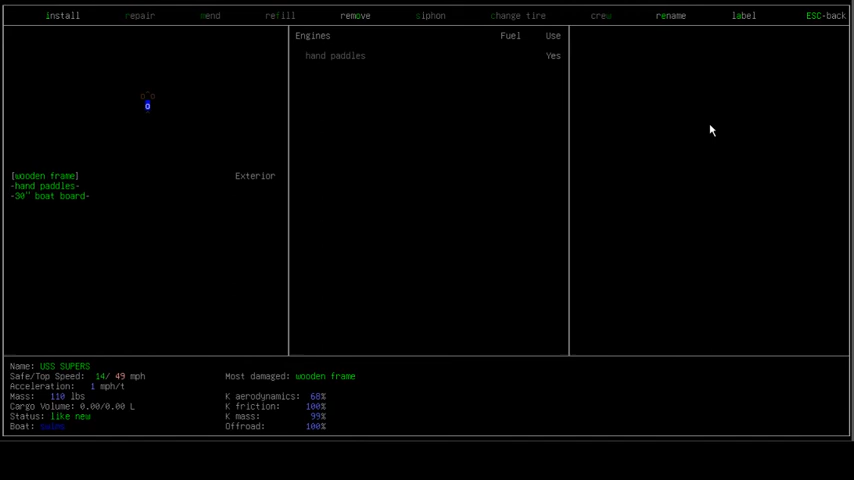 install repair mend refill remove siphon change tire crew rename label ESC-back
Engines Fuel Use
hand paddles Yes
[wooden frame] Exterior
-hand paddles-
-30" boat board-
Name: USS SUPERS
Safe/Top Speed: 14/ 49 mph Most damaged: wooden frame
Acceleration: 1 mph/t
Mass: 110 lbs K aerodynamics: 68%
Cargo Volume: 0.00/0.00 L K friction: 100%
Status: like new K mass: 99%
Boat: swims Offroad: 100%